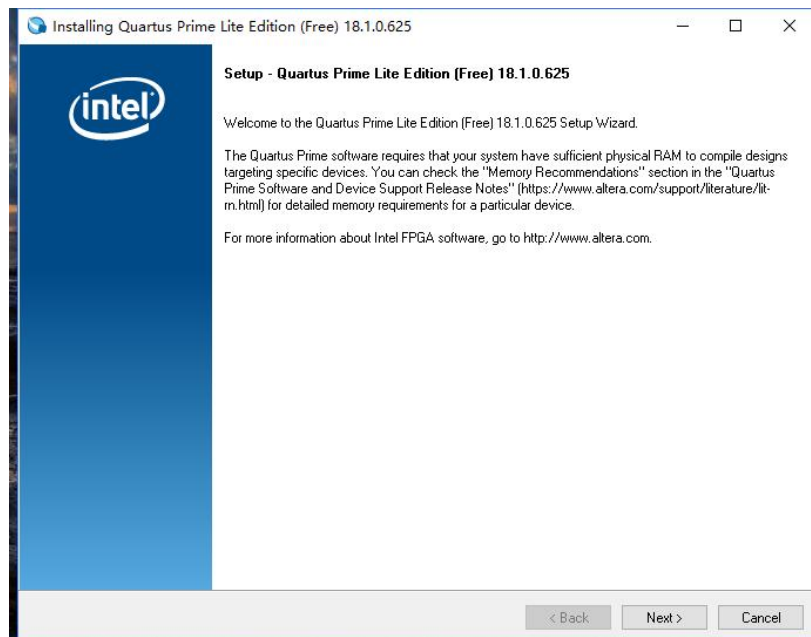 Installing Quartus Prime Lite Edition (Free) 18.1.0.625
intel
Setup - Quartus Prime Lite Edition (Free) 18.1.0.625
Welcome to the Quartus Prime Lite Edition (Free) 18.1.0.625 Setup Wizard.
The Quartus Prime software requires that your system have sufficient physical RAM to compile designs
targeting specific devices. You can check the "Memory Recommendations" section in the "Quartus
Prime Software and Device Support Release Notes" (https://www.altera.com/support/literature/lit-
rn.html) for detailed memory requirements for a particular device.
For more information about Intel FPGA software, go to http://www.altera.com.
< Back
Next >
Cancel